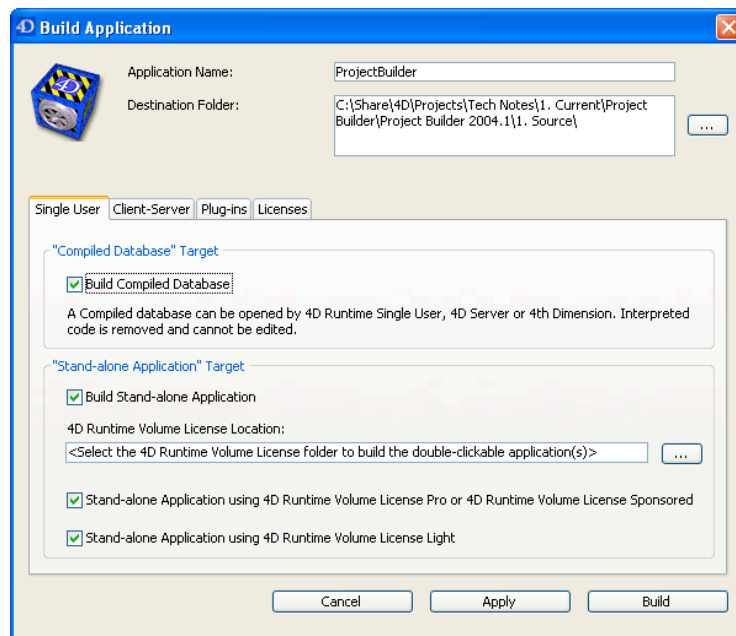 4D Build Application
4D
Application Name:
ProjectBuilder
Destination Folder:
C:\Share\4D\Projects\Tech Notes\1. Current\Project
Builder\Project Builder 2004.1\1. Source\
...
Single User Client-Server Plug-ins Licenses
"Compiled Database" Target
Build Compiled Database
A Compiled database can be opened by 4D Runtime Single User, 4D Server or 4th Dimension. Interpreted
code is removed and cannot be edited.
"Stand-alone Application" Target
Build Stand-alone Application
4D Runtime Volume License Location:
<Select the 4D Runtime Volume License folder to build the double-clickable application(s)>
...
Stand-alone Application using 4D Runtime Volume License Pro or 4D Runtime Volume License Sponsored
Stand-alone Application using 4D Runtime Volume License Light
Cancel Apply Build